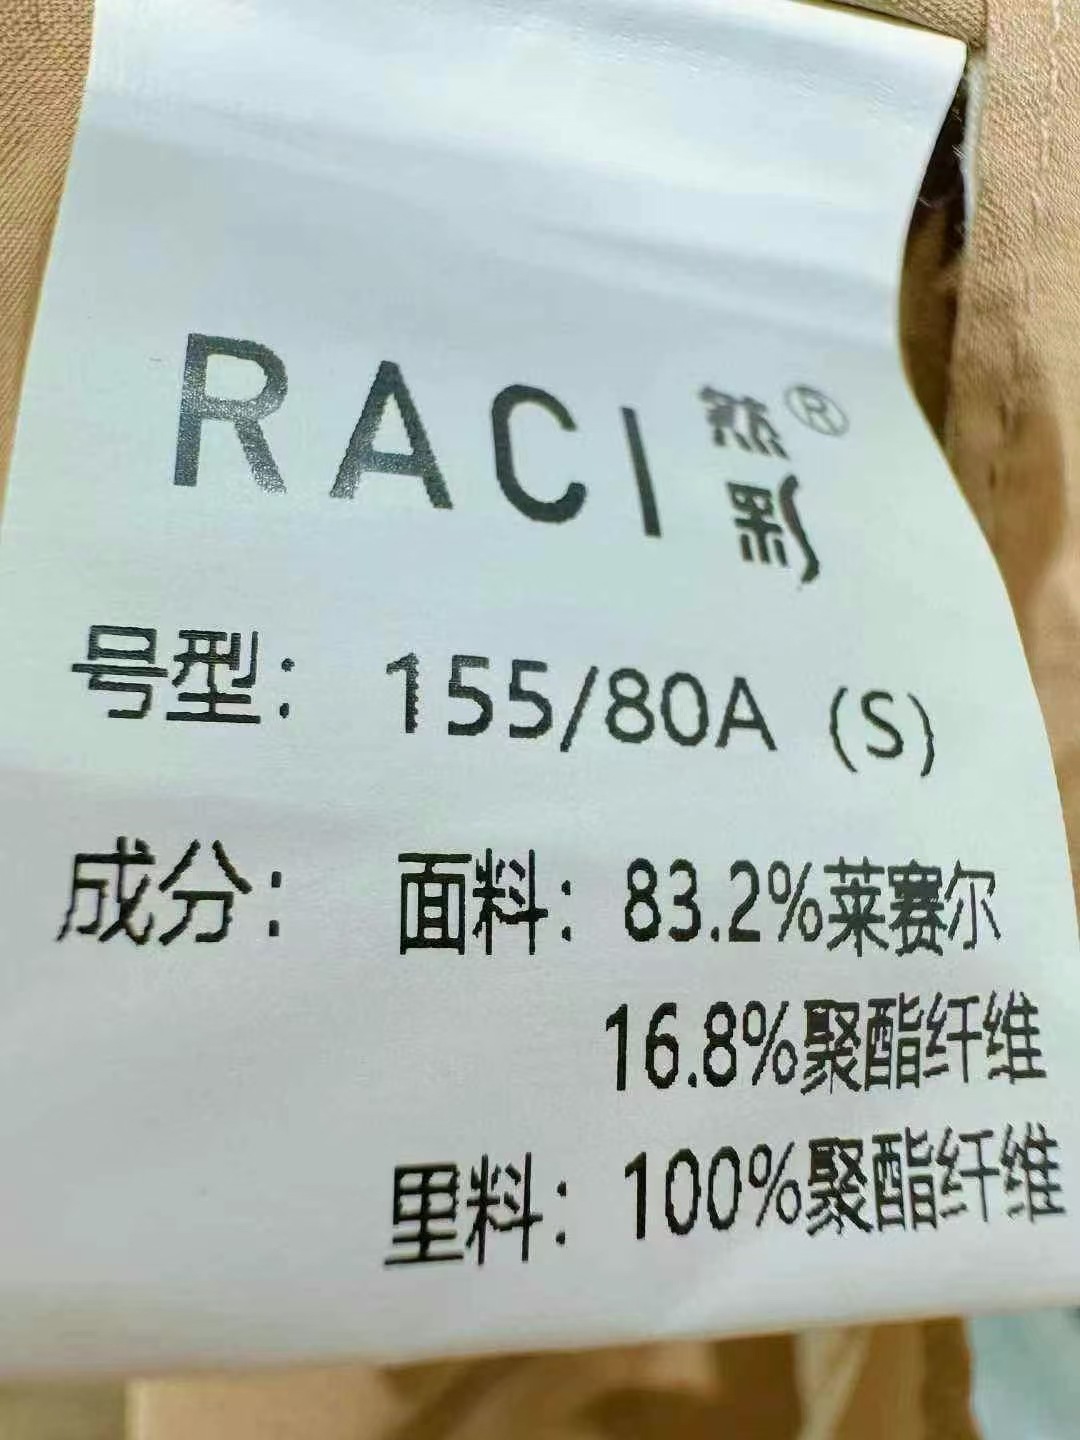 RACI 然彩®
号型： 155/80A (S)
成分： 面料：83.2%莱赛尔
16.8%聚酯纤维
里料：100%聚酯纤维